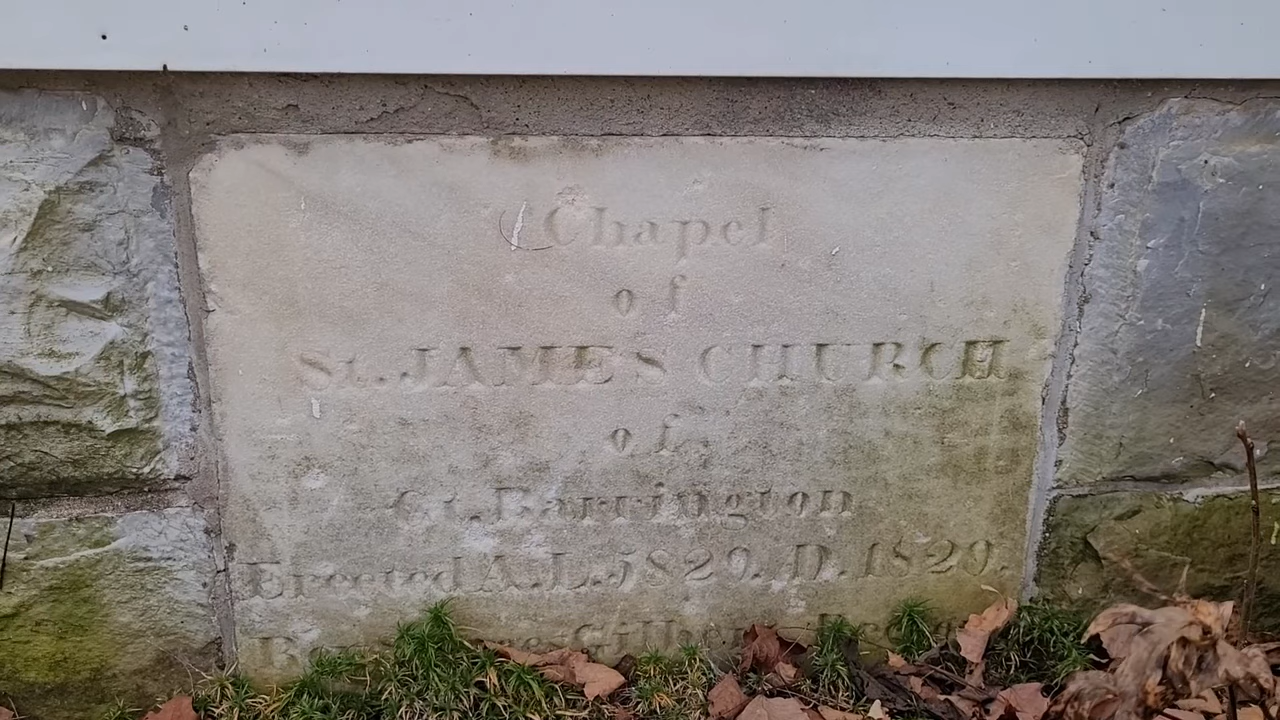 Chapel
of
St. JAMES CHURCH
of
Gt. Barrington
Erected A.L. 5829. D. 1829.